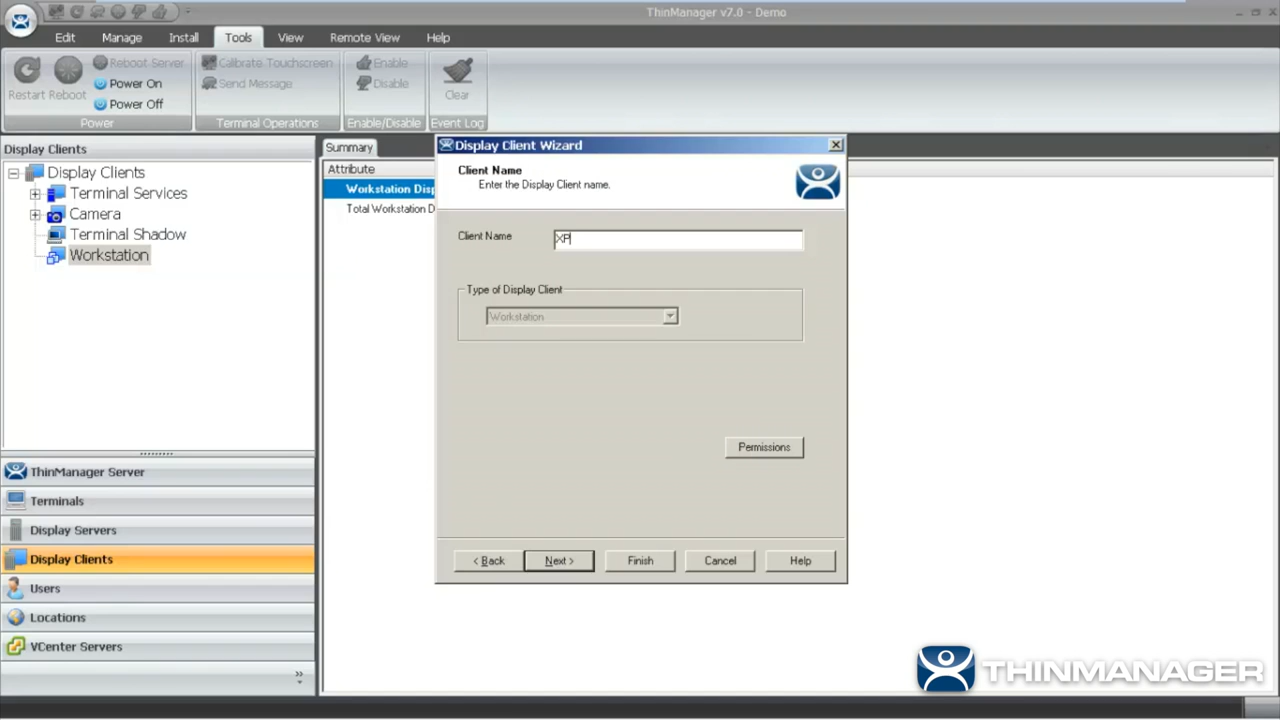 ThinManager v7.0 - Demo
Edit Manage Install Tools View Remote View Help
Restart Reboot Reboot Server Power On Power Off
Calibrate Touchscreen Send Message
Enable Disable
Clear
Power Terminal Operations Enable/Disable Event Log
Display Clients
Display Clients
Terminal Services
Camera
Terminal Shadow
Workstation
ThinManager Server
Terminals
Display Servers
Display Clients
Users
Locations
VCenter Servers
Summary
Attribute
Workstation Disp
Total Workstation D
Display Client Wizard
Client Name
Enter the Display Client name.
Client Name XP
Type of Display Client
Workstation
Permissions
< Back Next > Finish Cancel Help
THINMANAGER